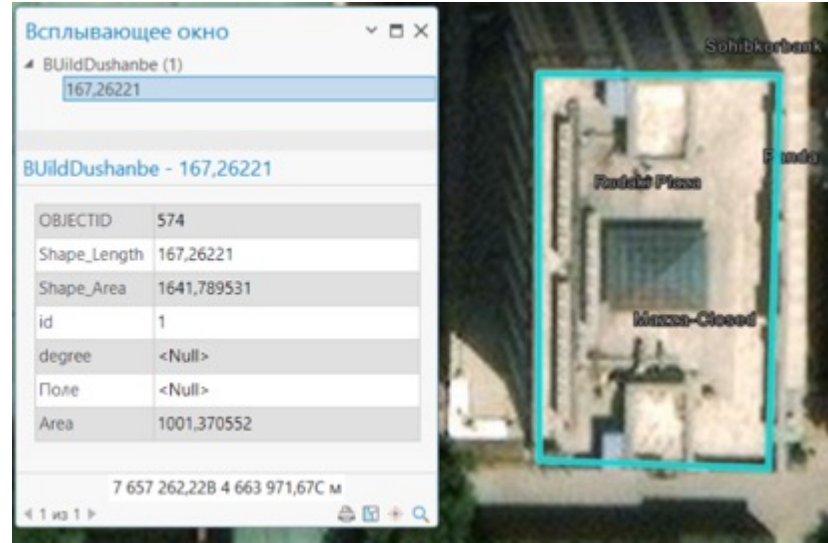 Всплывающее окно
BUildDushanbe (1)
167,26221
BUildDushanbe - 167,26221
OBJECTID 574
Shape_Length 167,26221
Shape_Area 1641,789531
id 1
degree <Null>
Поле <Null>
Area 1001,370552
7 657 262,22В 4 663 971,67С м
1 из 1
Sohibkorbank
Panda
Rudaki Plaza
Mazza-Closed